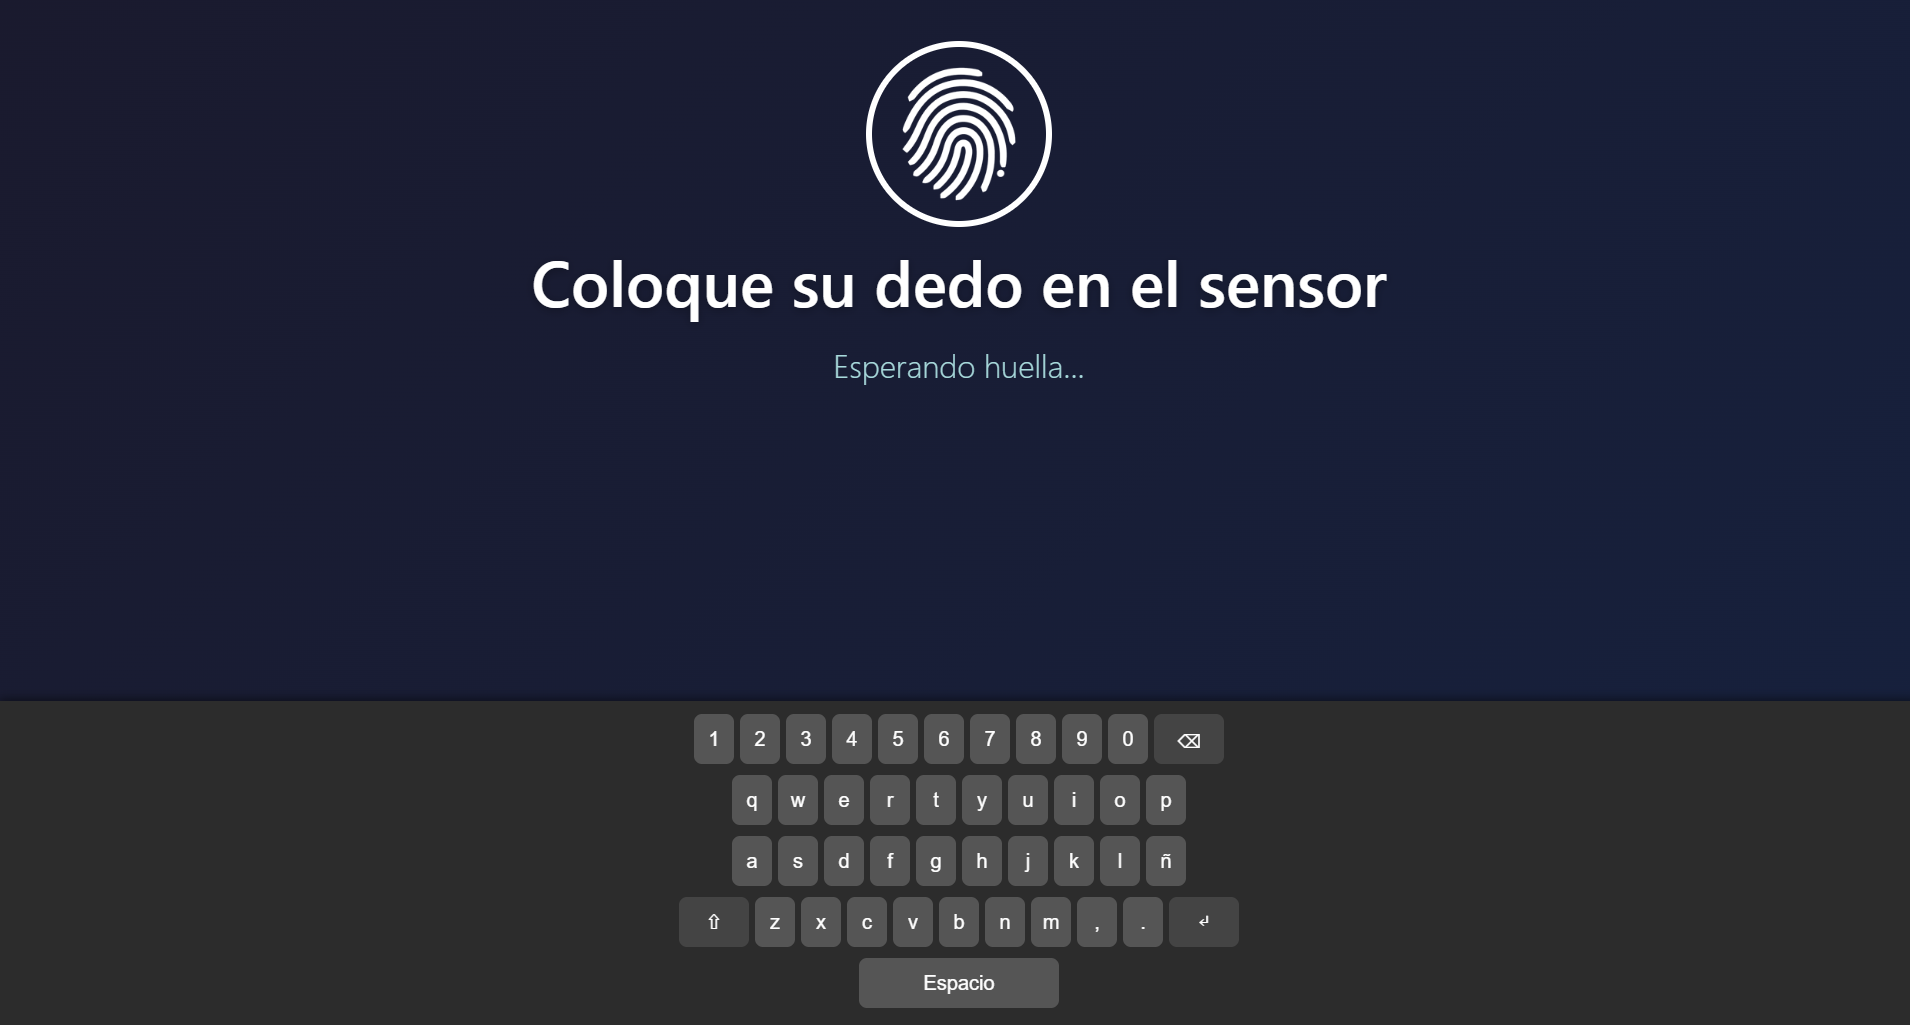 Coloque su dedo en el sensor
Esperando huella...
1 2 3 4 5 6 7 8 9 0 ⌫
q w e r t y u i o p
a s d f g h j k l ñ
⇧ z x c v b n m , . ↵
Espacio